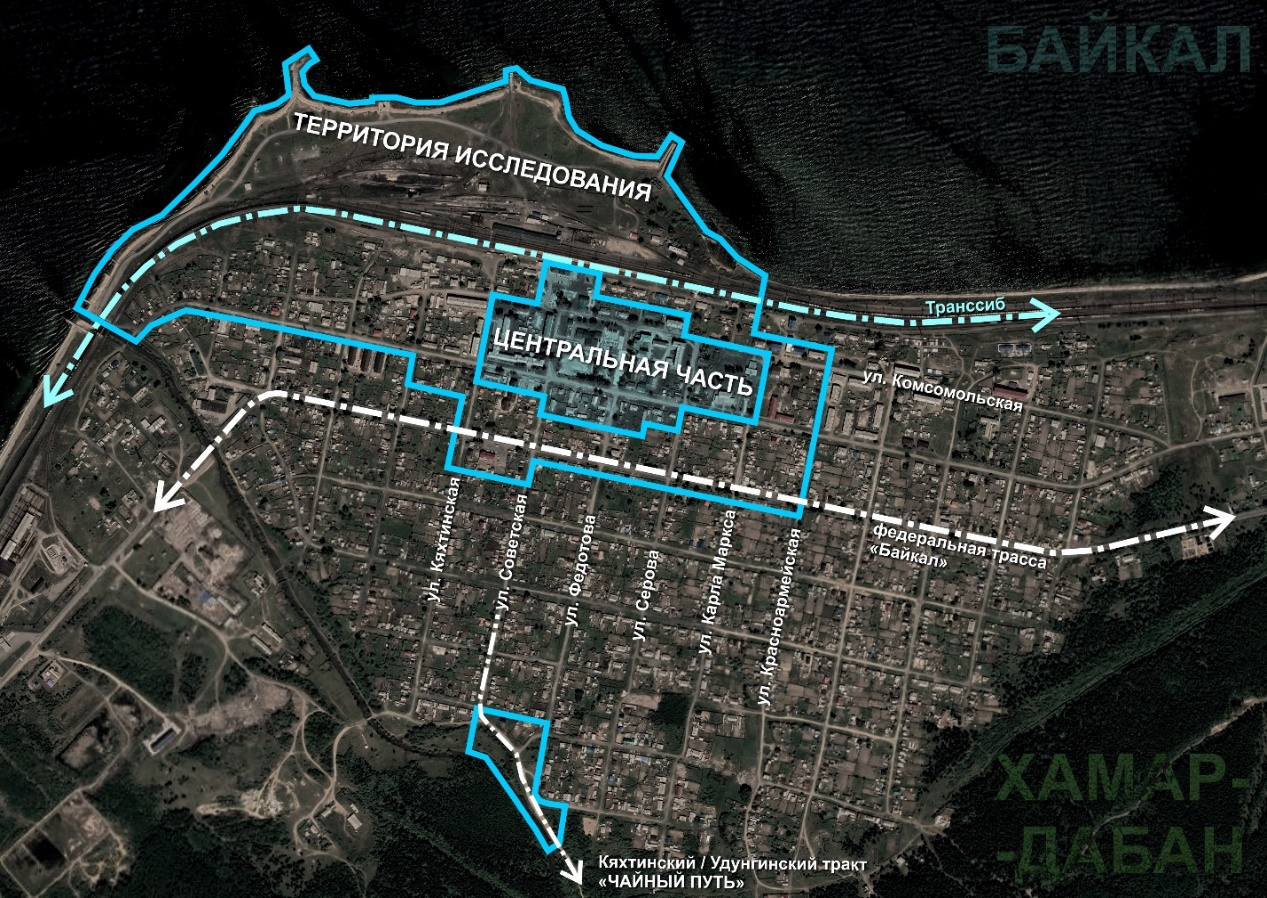 БАЙКАЛ
ТЕРРИТОРИЯ ИССЛЕДОВАНИЯ
Транссиб
ЦЕНТРАЛЬНАЯ ЧАСТЬ
ул. Комсомольская
ул. Кяхтинская
ул. Советская
ул. Федотова
ул. Серова
ул. Карла Маркса
ул. Красноармейская
федеральная трасса
«Байкал»
ХАМАР-
-ДАБАН
Кяхтинский / Удунгинский тракт
«ЧАЙНЫЙ ПУТЬ»